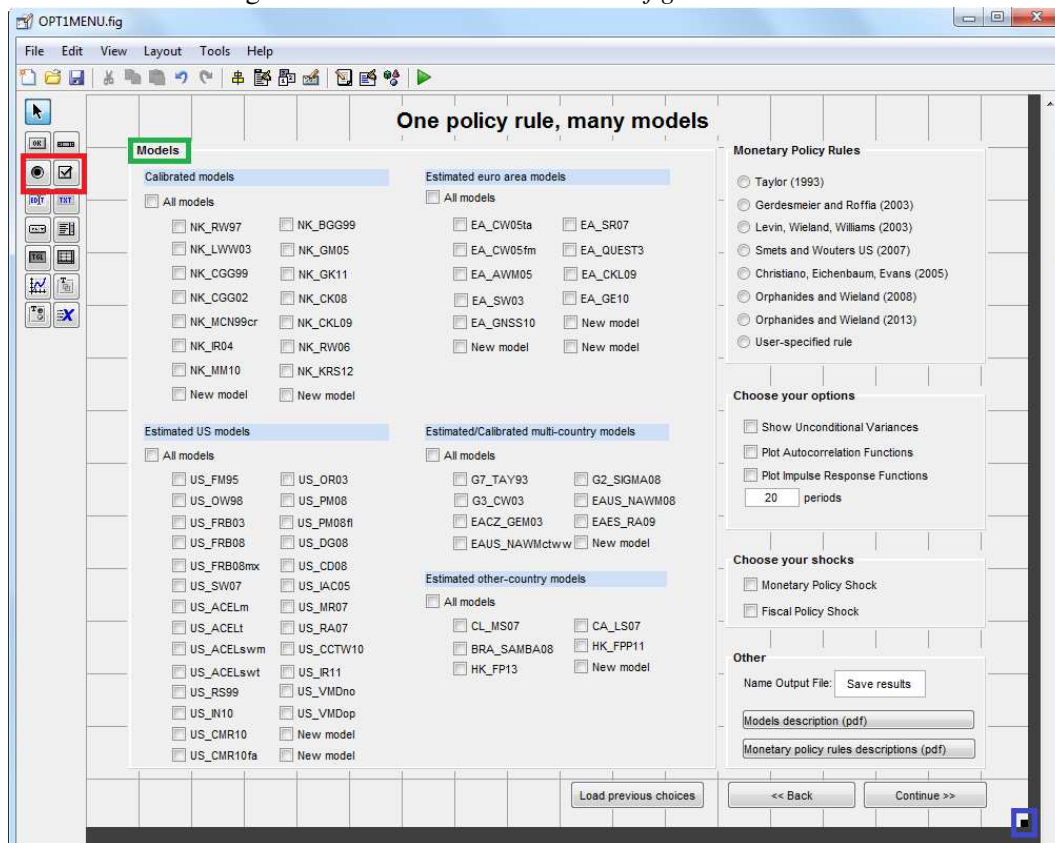 OPT1MENU.fig
File Edit View Layout Tools Help
One policy rule, many models
OK
EDIT TXT
TGL
Models
Calibrated models
All models
NK_RW97 NK_BGG99
NK_LWW03 NK_GM05
NK_CGG99 NK_GK11
NK_CGG02 NK_CK08
NK_MCN99cr NK_CKL09
NK_IR04 NK_RW06
NK_MM10 NK_KRS12
New model New model
Estimated euro area models
All models
EA_CW05ta EA_SR07
EA_CW05fm EA_QUEST3
EA_AWM05 EA_CKL09
EA_SW03 EA_GE10
EA_GNSS10 New model
New model New model
Estimated US models
All models
US_FM95 US_OR03
US_OW98 US_PM08
US_FRB03 US_PM08fl
US_FRB08 US_DG08
US_FRB08mx US_CD08
US_SW07 US_IAC05
US_ACELm US_MR07
US_ACELt US_RA07
US_ACELswm US_CCTW10
US_ACELswt US_IR11
US_RS99 US_VMDno
US_IN10 US_VMDop
US_CMR10 New model
US_CMR10fa New model
Estimated/Calibrated multi-country models
All models
G7_TAY93 G2_SIGMA08
G3_CW03 EAUS_NAWM08
EACZ_GEM03 EAES_RA09
EAUS_NAWMctww New model
Estimated other-country models
All models
CL_MS07 CA_LS07
BRA_SAMBA08 HK_FPP11
HK_FP13 New model
Monetary Policy Rules
Taylor (1993)
Gerdesmeier and Roffia (2003)
Levin, Wieland, Williams (2003)
Smets and Wouters US (2007)
Christiano, Eichenbaum, Evans (2005)
Orphanides and Wieland (2008)
Orphanides and Wieland (2013)
User-specified rule
Choose your options
Show Unconditional Variances
Plot Autocorrelation Functions
Plot Impulse Response Functions
20 periods
Choose your shocks
Monetary Policy Shock
Fiscal Policy Shock
Other
Name Output File: Save results
Models description (pdf)
Monetary policy rules descriptions (pdf)
Load previous choices << Back Continue >>